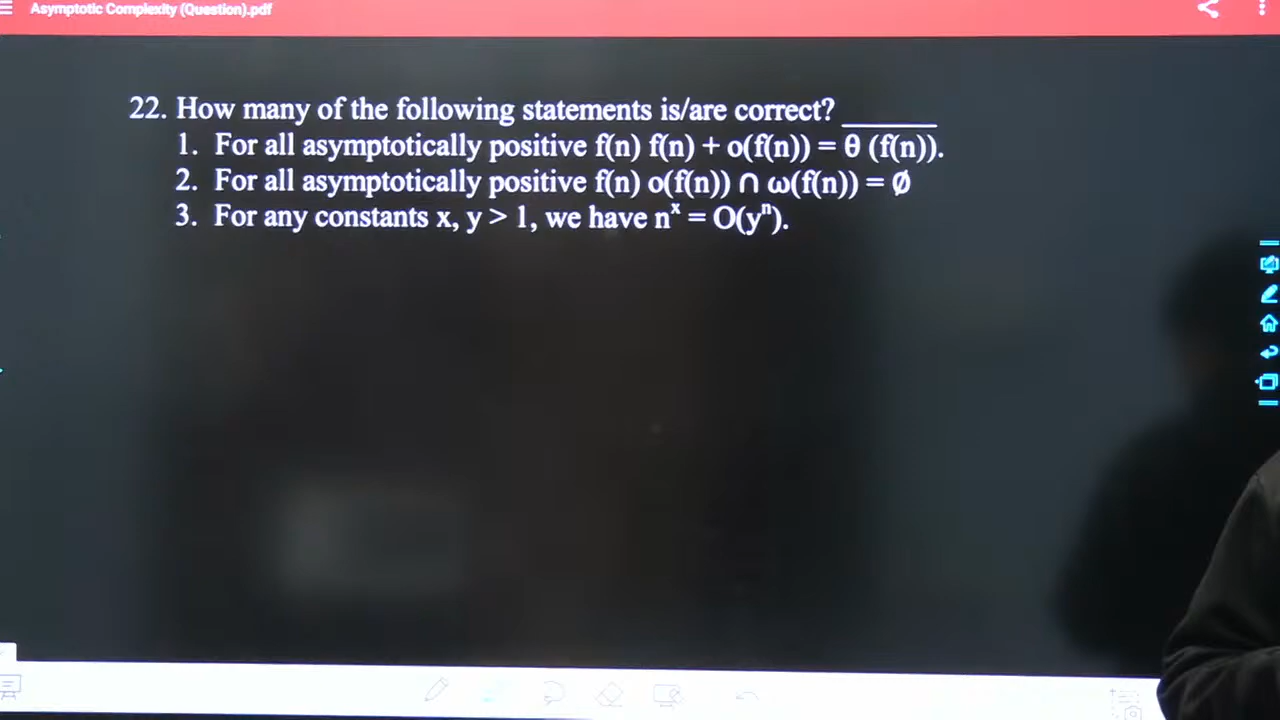 Asymptotic Complexity (Question).pdf
22. How many of the following statements is/are correct? ________
1. For all asymptotically positive f(n) f(n) + o(f(n)) = θ (f(n)).
2. For all asymptotically positive f(n) o(f(n)) ∩ ω(f(n)) = Ø
3. For any constants x, y > 1, we have nˣ = O(yⁿ).